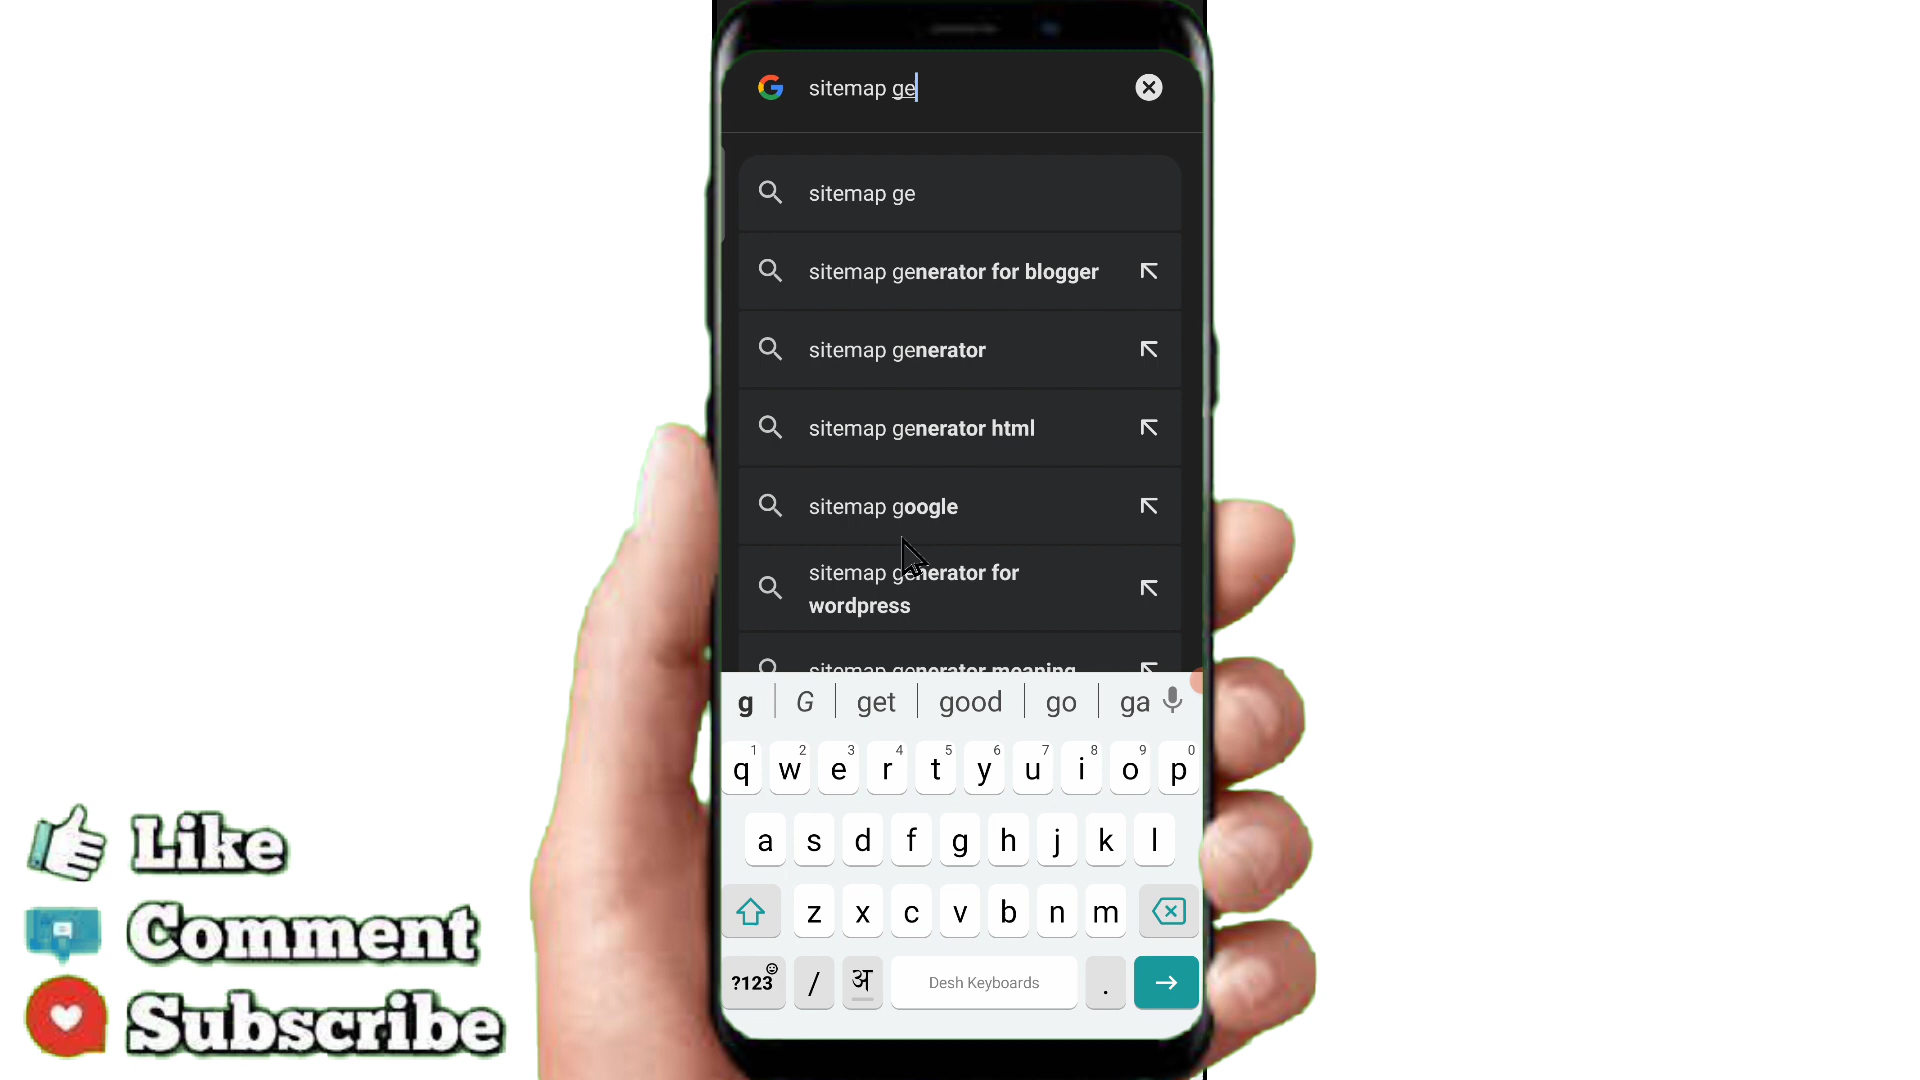 sitemap ge
sitemap ge
sitemap generator for blogger
sitemap generator
sitemap generator html
sitemap google
sitemap generator for
wordpress
sitemap generator meaning
g G get good go ga
1 2 3 4 5 6 7 8 9 0
q w e r t y u i o p
a s d f g h j k l
z x c v b n m
?123 / अ Desh Keyboards .
Like
Comment
Subscribe